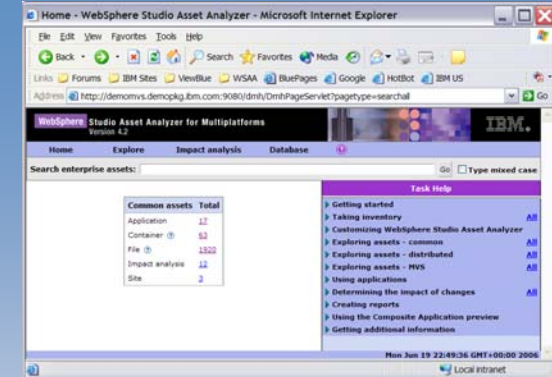 Home - WebSphere Studio Asset Analyzer - Microsoft Internet Explorer
File Edit View Favorites Tools Help
Back Search Favorites Media
Links Forums IBM Sites ViewBlue WSAA BluePages Google HotBot IBM US
Address http://demomvs.demopkg.ibm.com:9080/dmh/DmhPageServlet?pagetype=searchall Go
WebSphere Studio Asset Analyzer for Multiplatforms
Version 4.2
IBM.
Home Explore Impact analysis Database
Search enterprise assets: Go Type mixed case
Common assets Total
Application 17
Container 63
File 1920
Impact analysis 12
Site 3
Task Help
Getting started
Taking inventory All
Customizing WebSphere Studio Asset Analyzer
Exploring assets - common All
Exploring assets - distributed All
Exploring assets - MVS All
Using applications
Determining the impact of changes All
Creating reports
Using the Composite Application preview
Getting additional information
Mon Jun 19 22:49:36 GMT+00:00 2006
Local intranet